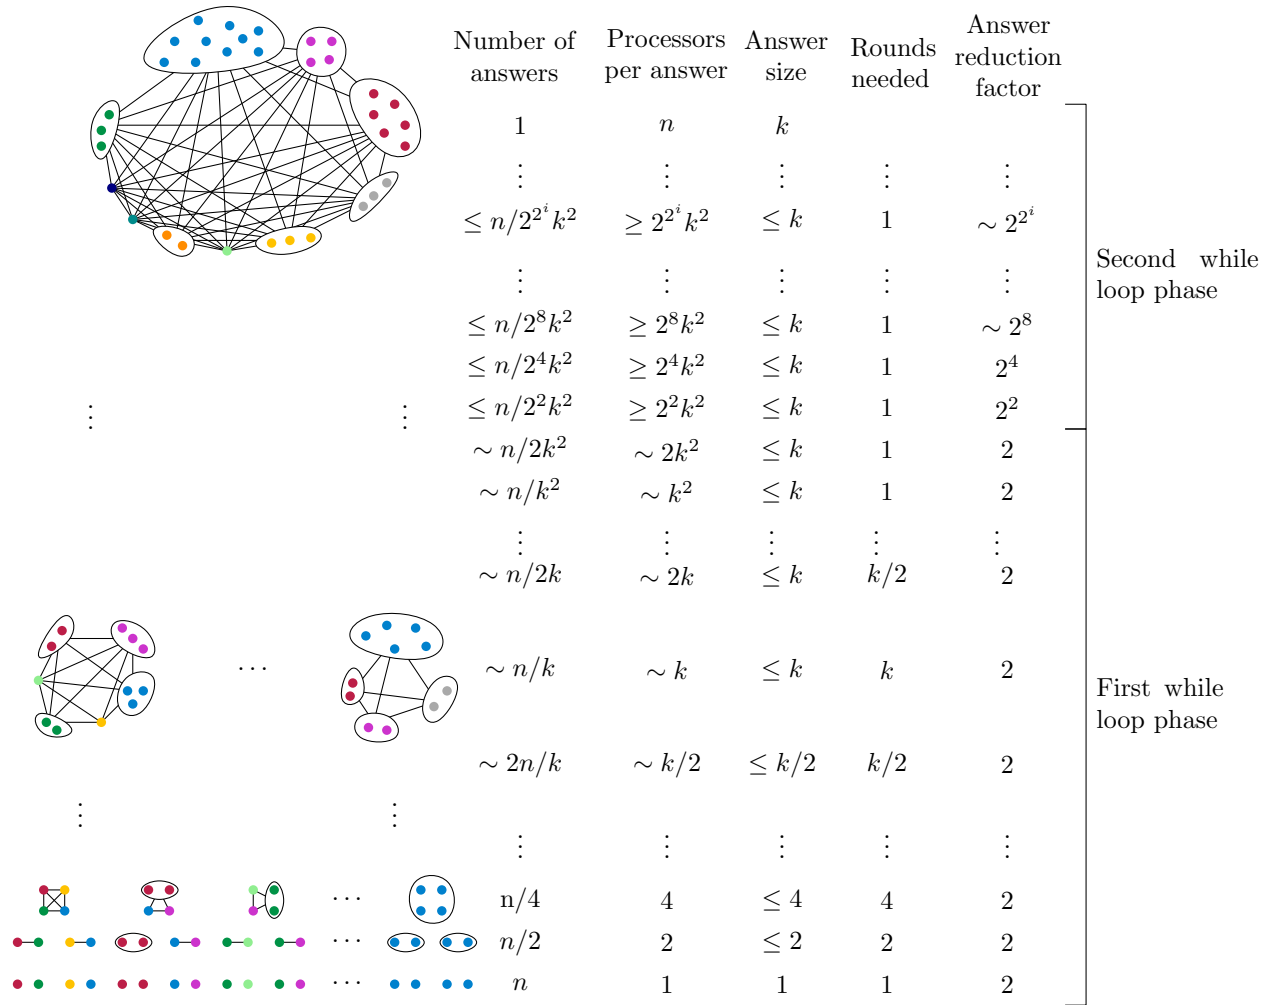 Number of answers Processors per answer Answer size Rounds needed Answer reduction factor
1 n k
⋮ ⋮ ⋮ ⋮ ⋮
≤ n/2^{2^i}k^2 ≥ 2^{2^i}k^2 ≤ k 1 ∼ 2^{2^i}
⋮ ⋮ ⋮ ⋮ ⋮
Second while
loop phase
≤ n/2^8k^2 ≥ 2^8k^2 ≤ k 1 ∼ 2^8
≤ n/2^4k^2 ≥ 2^4k^2 ≤ k 1 2^4
⋮ ⋮ ≤ n/2^2k^2 ≥ 2^2k^2 ≤ k 1 2^2
∼ n/2k^2 ∼ 2k^2 ≤ k 1 2
∼ n/k^2 ∼ k^2 ≤ k 1 2
⋮ ⋮ ⋮ ⋮ ⋮
∼ n/2k ∼ 2k ≤ k k/2 2
⋯ ∼ n/k ∼ k ≤ k k 2
First while
loop phase
∼ 2n/k ∼ k/2 ≤ k/2 k/2 2
⋮ ⋮
⋮ ⋮ ⋮ ⋮ ⋮
⋯ n/4 4 ≤ 4 4 2
⋯ n/2 2 ≤ 2 2 2
⋯ n 1 1 1 2